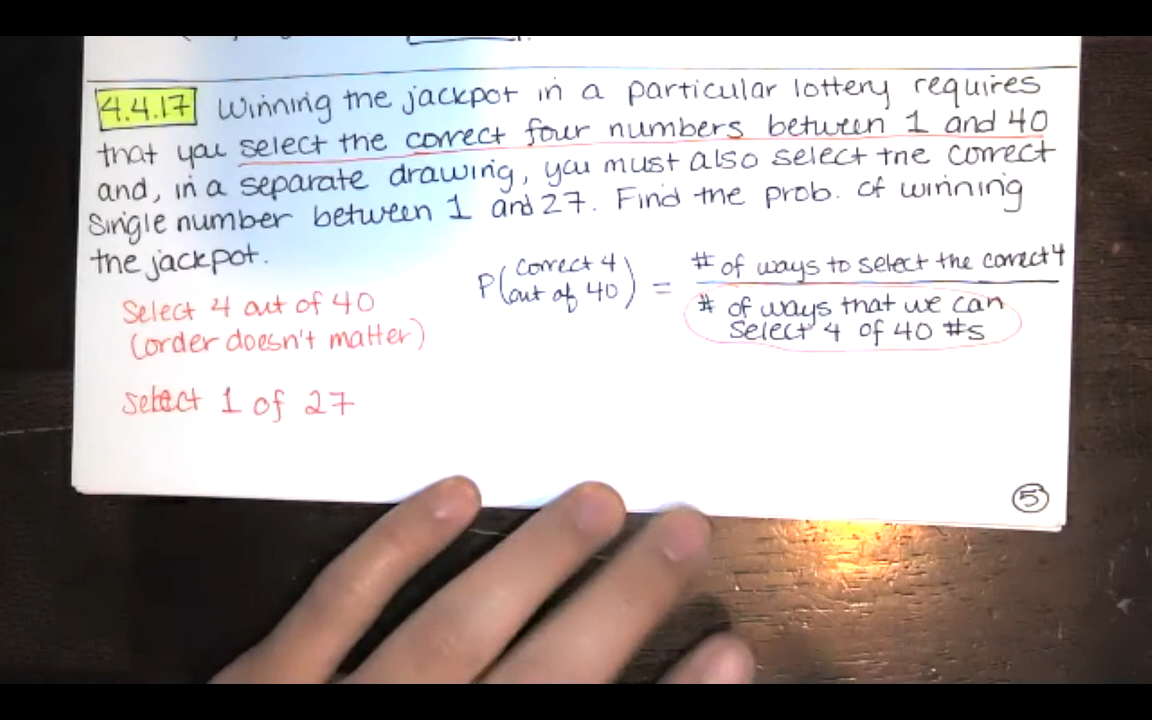 4.4.17 Winning the jackpot in a particular lottery requires
that you select the correct four numbers between 1 and 40
and, in a separate drawing, you must also select the correct
single number between 1 and 27. Find the prob. of winning
the jackpot.
Select 4 out of 40
(order doesn't matter)
select 1 of 27
P(correct 4 out of 40) =
# of ways to select the correct 4
# of ways that we can
select 4 of 40 #s
5